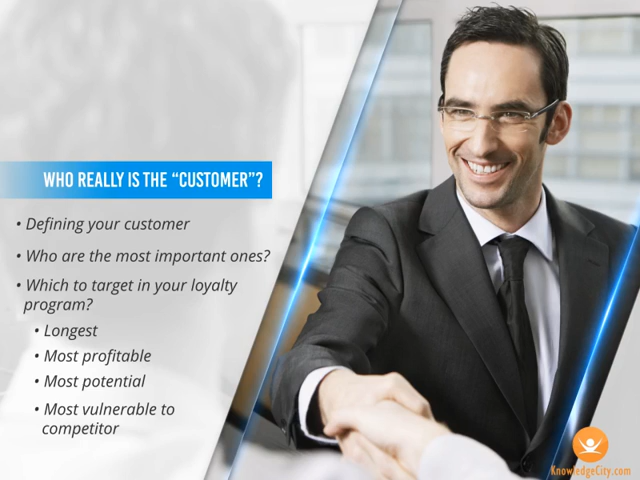 WHO REALLY IS THE “CUSTOMER”?
• Defining your customer
• Who are the most important ones?
• Which to target in your loyalty
program?
• Longest
• Most profitable
• Most potential
• Most vulnerable to
competitor
KnowledgeCity.com